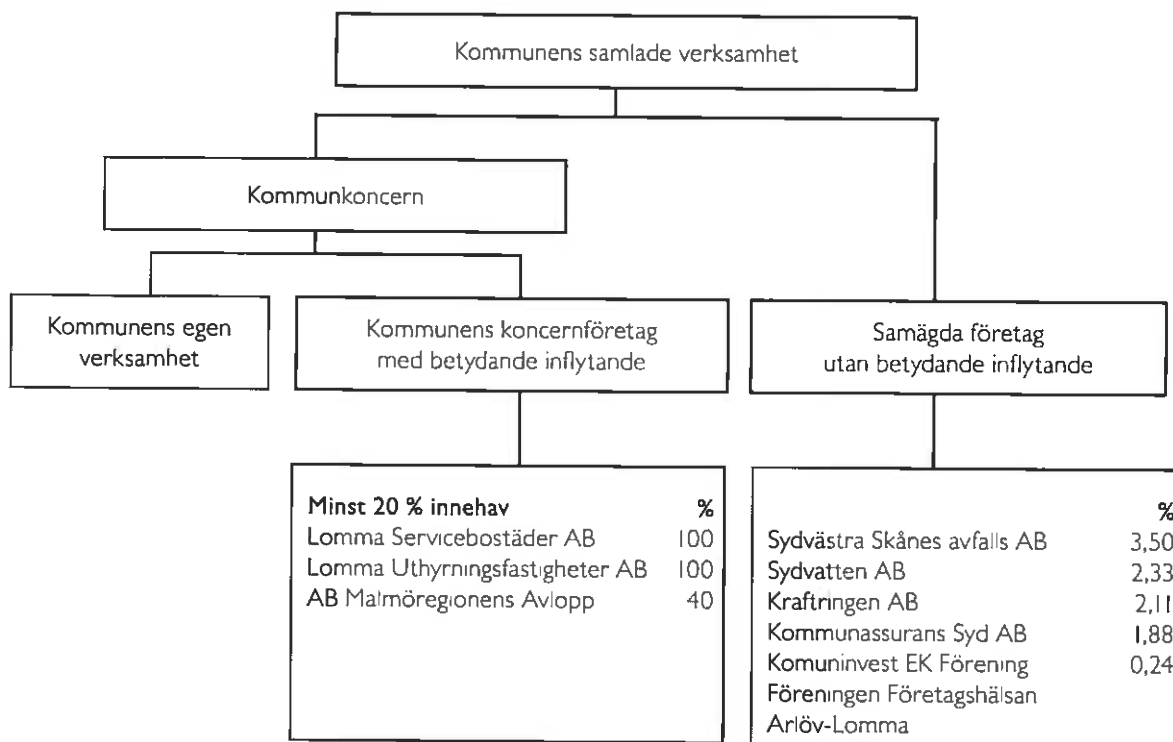 Kommunens samlade verksamhet
Kommunkoncern
Kommunens egen
verksamhet
Kommunens koncernföretag
med betydande inflytande
Samägda företag
utan betydande inflytande
Minst 20 % innehav %
Lomma Servicebostäder AB 100
Lomma Uthyrningsfastigheter AB 100
AB Malmöregionens Avlopp 40
%
Sydvästra Skånes avfalls AB 3,50
Sydvatten AB 2,33
Kraftringen AB 2,11
Kommunassurans Syd AB 1,88
Komuninvest EK Förening 0,24
Föreningen Företagshälsan
Arlöv-Lomma